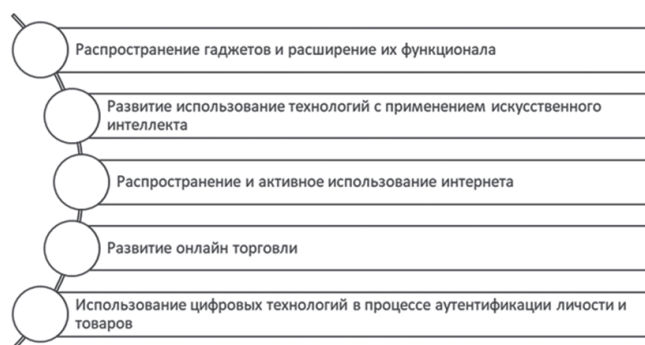 Распространение гаджетов и расширение их функционала
Развитие использование технологий с применением искусственного
интеллекта
Распространение и активное использование интернета
Развитие онлайн торговли
Использование цифровых технологий в процессе аутентификации личости и
товаров